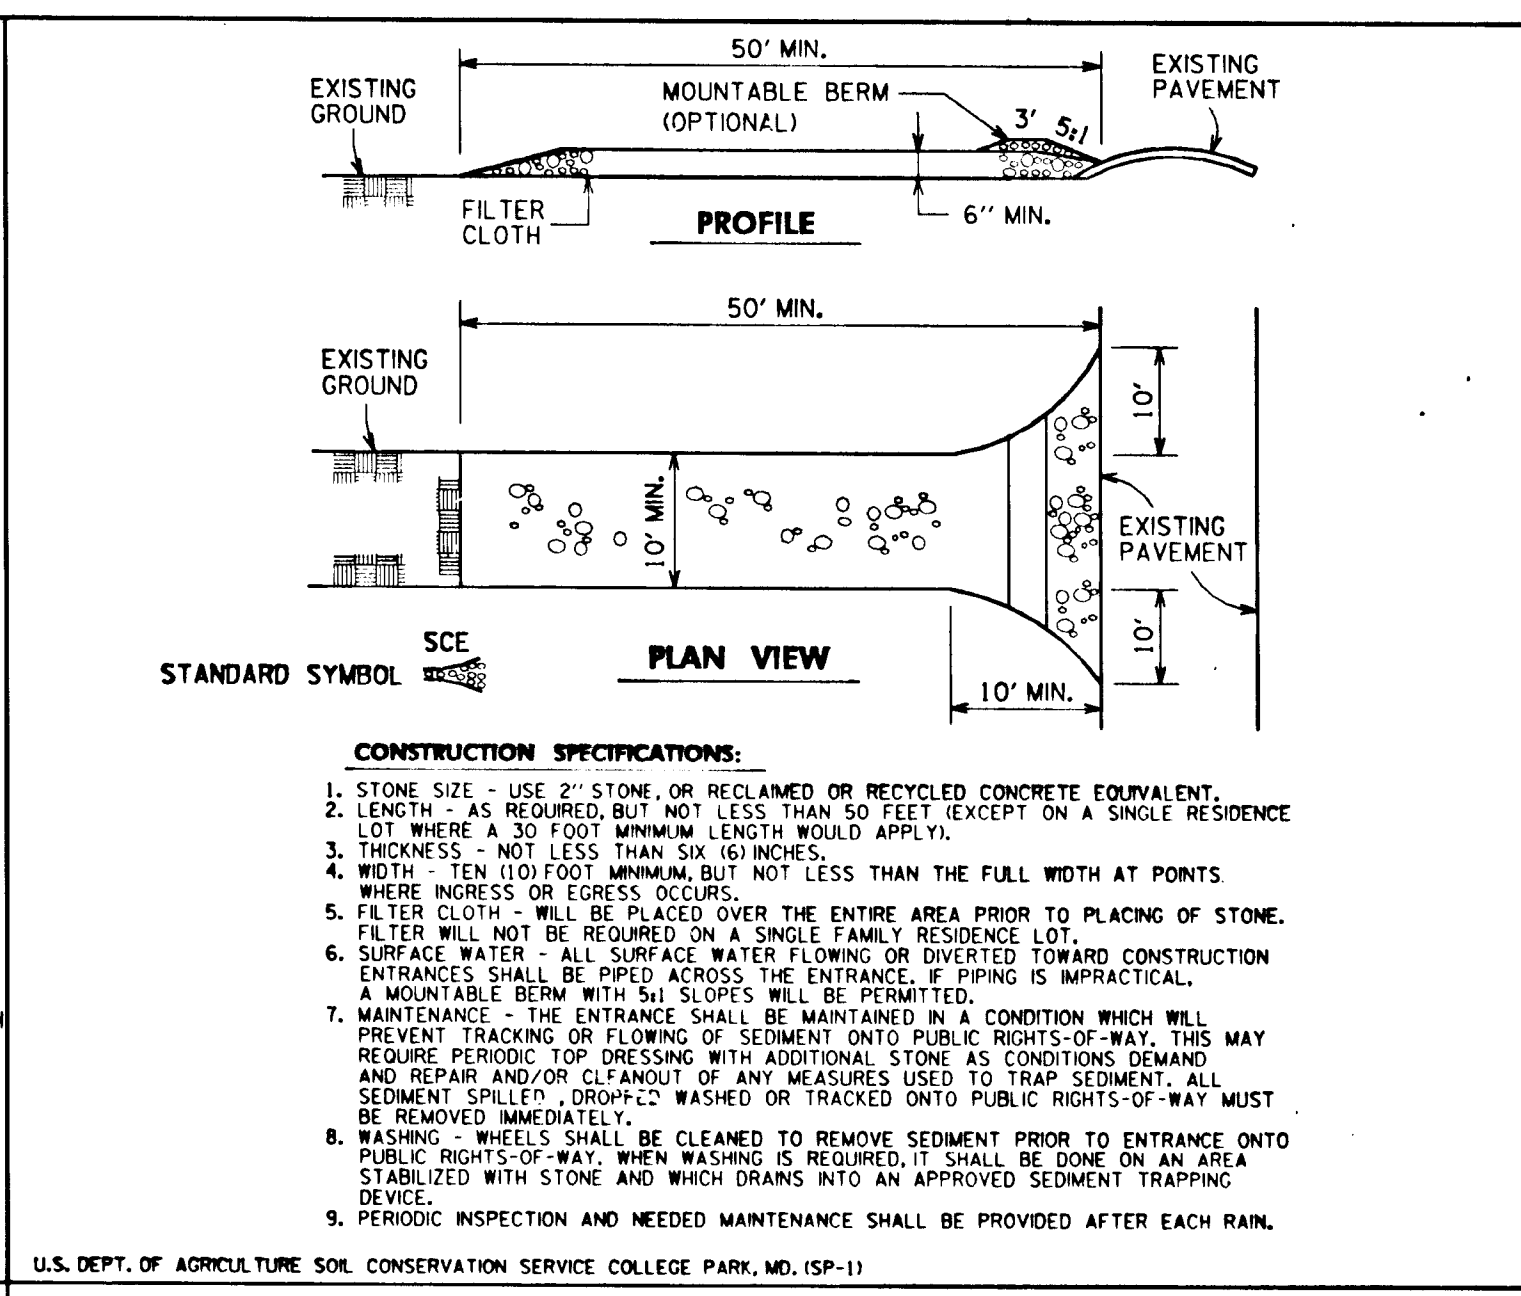 50' MIN.
EXISTING
GROUND
MOUNTABLE BERM
(OPTIONAL)
3'
5:1
EXISTING
PAVEMENT
FILTER
CLOTH
PROFILE
6'' MIN.
50' MIN.
EXISTING
GROUND
10'
10' MIN.
EXISTING
PAVEMENT
10'
SCE
STANDARD SYMBOL
PLAN VIEW
10' MIN.
CONSTRUCTION SPECIFICATIONS:
1. STONE SIZE - USE 2'' STONE, OR RECLAIMED OR RECYCLED CONCRETE EQUIVALENT.
2. LENGTH - AS REQUIRED, BUT NOT LESS THAN 50 FEET (EXCEPT ON A SINGLE RESIDENCE
LOT WHERE A 30 FOOT MINIMUM LENGTH WOULD APPLY).
3. THICKNESS - NOT LESS THAN SIX (6) INCHES.
4. WIDTH - TEN (10) FOOT MINIMUM, BUT NOT LESS THAN THE FULL WIDTH AT POINTS
WHERE INGRESS OR EGRESS OCCURS.
5. FILTER CLOTH - WILL BE PLACED OVER THE ENTIRE AREA PRIOR TO PLACING OF STONE.
FILTER WILL NOT BE REQUIRED ON A SINGLE FAMILY RESIDENCE LOT.
6. SURFACE WATER - ALL SURFACE WATER FLOWING OR DIVERTED TOWARD CONSTRUCTION
ENTRANCES SHALL BE PIPED ACROSS THE ENTRANCE. IF PIPING IS IMPRACTICAL,
A MOUNTABLE BERM WITH 5:1 SLOPES WILL BE PERMITTED.
7. MAINTENANCE - THE ENTRANCE SHALL BE MAINTAINED IN A CONDITION WHICH WILL
PREVENT TRACKING OR FLOWING OF SEDIMENT ONTO PUBLIC RIGHTS-OF-WAY. THIS MAY
REQUIRE PERIODIC TOP DRESSING WITH ADDITIONAL STONE AS CONDITIONS DEMAND
AND REPAIR AND/OR CLEANOUT OF ANY MEASURES USED TO TRAP SEDIMENT. ALL
SEDIMENT SPILLED , DROPPED WASHED OR TRACKED ONTO PUBLIC RIGHTS-OF-WAY MUST
BE REMOVED IMMEDIATELY.
8. WASHING - WHEELS SHALL BE CLEANED TO REMOVE SEDIMENT PRIOR TO ENTRANCE ONTO
PUBLIC RIGHTS-OF-WAY. WHEN WASHING IS REQUIRED, IT SHALL BE DONE ON AN AREA
STABILIZED WITH STONE AND WHICH DRAINS INTO AN APPROVED SEDIMENT TRAPPING
DEVICE.
9. PERIODIC INSPECTION AND NEEDED MAINTENANCE SHALL BE PROVIDED AFTER EACH RAIN.
U.S. DEPT. OF AGRICULTURE SOIL CONSERVATION SERVICE COLLEGE PARK, MD. (SP-1)